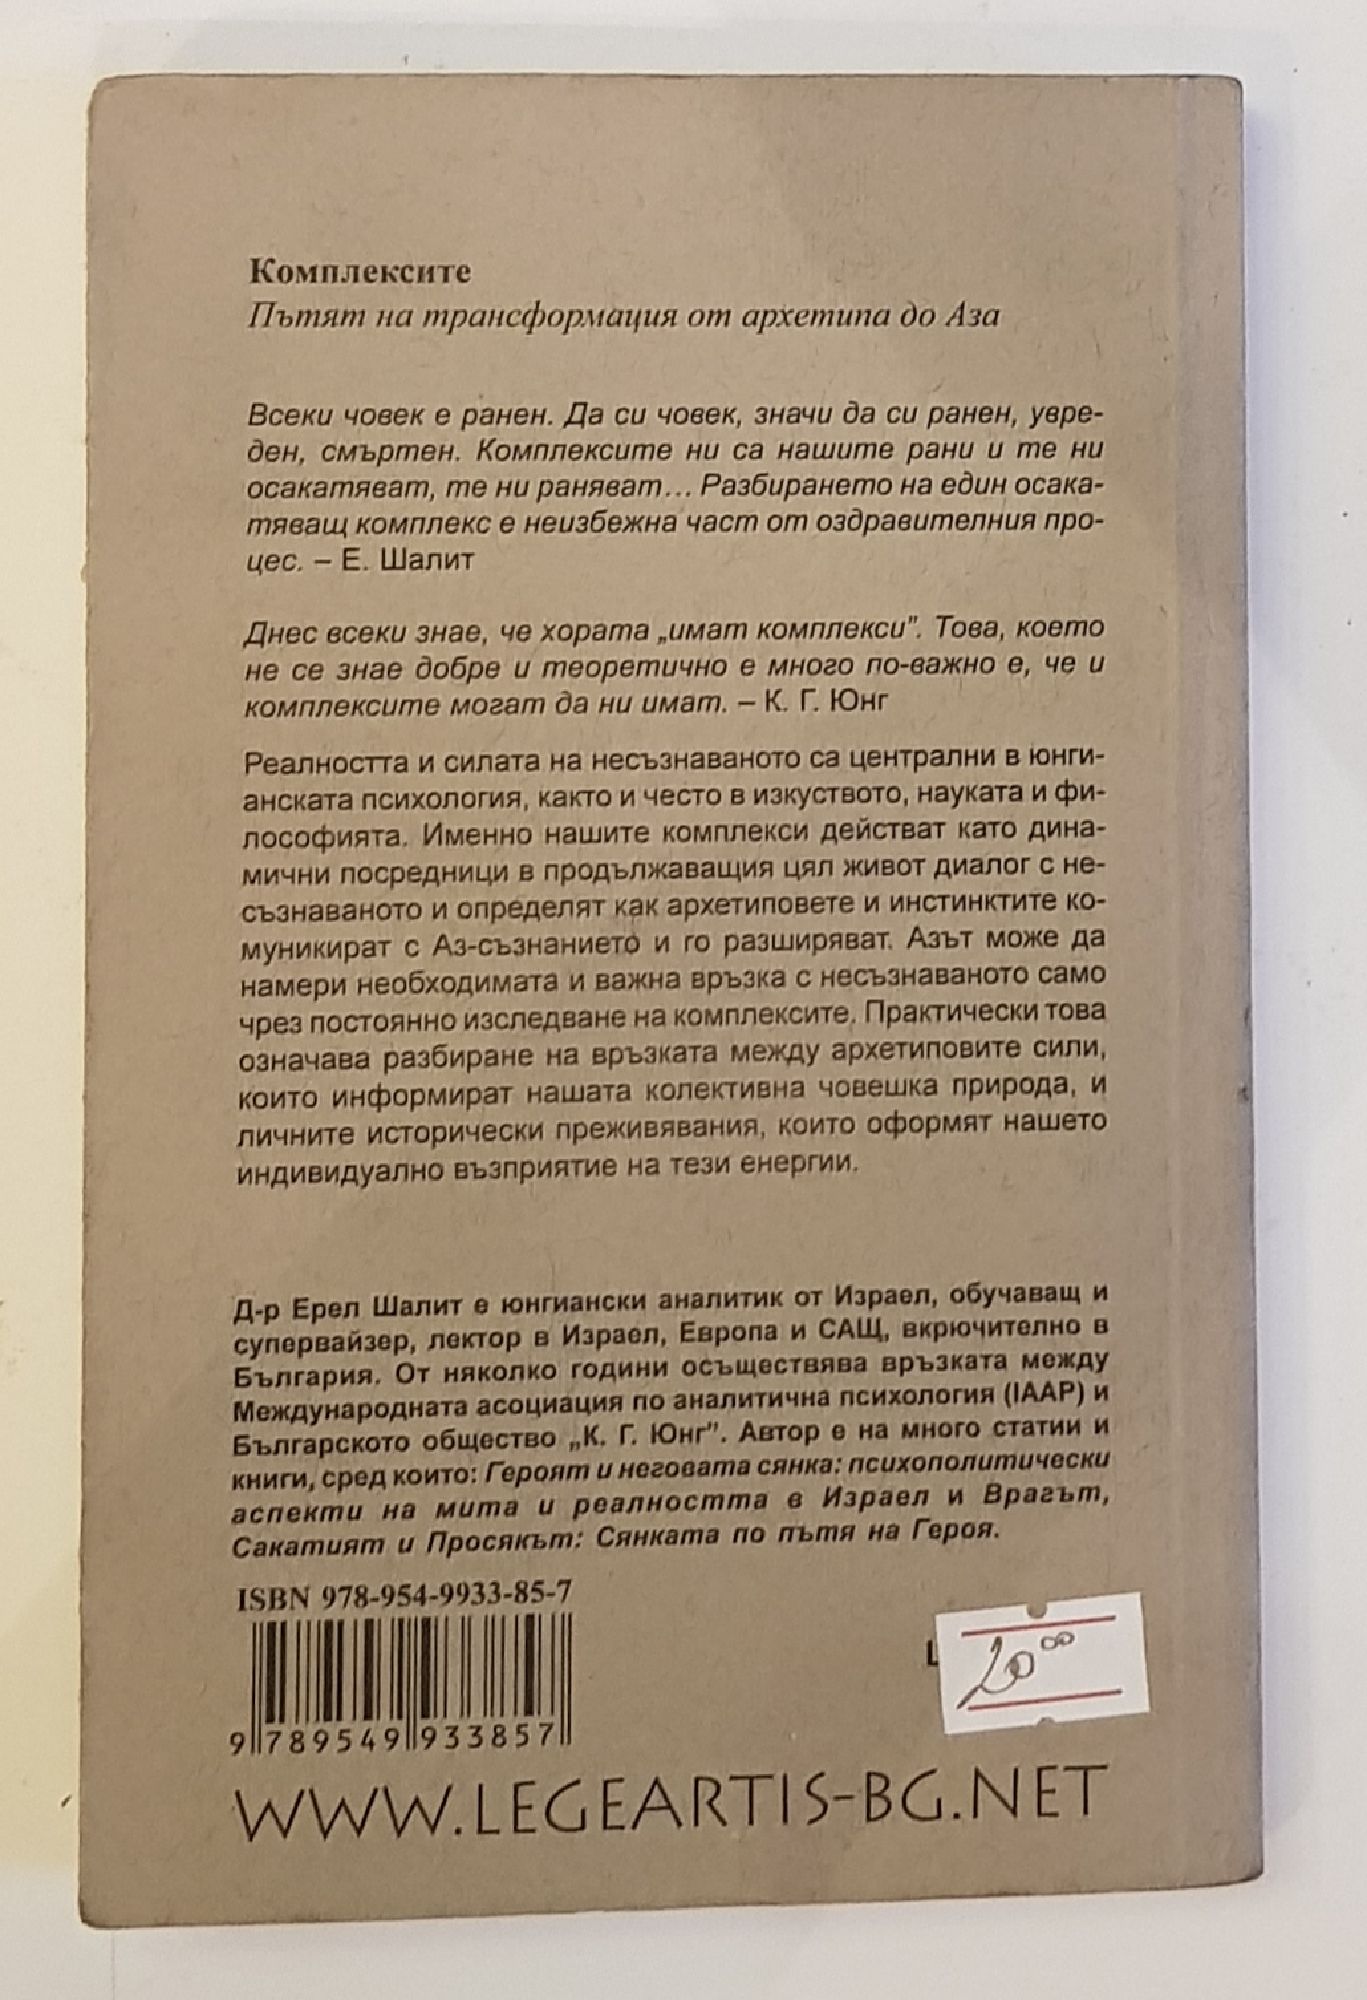 Комплексите
Пътят на трансформация от архетипа до Аза
Всеки човек е ранен. Да си човек, значи да си ранен, увре-
ден, смъртен. Комплексите ни са нашите рани и те ни
осакатяват, те ни раняват... Разбирането на един осака-
тяващ комплекс е неизбежна част от оздравителния про-
цес. – Е. Шалит
Днес всеки знае, че хората „имат комплекси”. Това, което
не се знае добре и теоретично е много по-важно е, че и
комплексите могат да ни имат. – К. Г. Юнг
Реалността и силата на несъзнаваното са централни в юнги-
анската психология, както и често в изкуството, науката и фи-
лософията. Именно нашите комплекси действат като дина-
мични посредници в продължаващия цял живот диалог с не-
съзнаваното и определят как архетиповете и инстинктите ко-
муникират с Аз-съзнанието и го разширяват. Азът може да
намери необходимата и важна връзка с несъзнаваното само
чрез постоянно изследване на комплексите. Практически това
означава разбиране на връзката между архетиповите сили,
които информират нашата колективна човешка природа, и
личните исторически преживявания, които оформят нашето
индивидуално възприятие на тези енергии.
Д-р Ерел Шалит е юнгиански аналитик от Израел, обучаващ и
супервайзер, лектор в Израел, Европа и САЩ, вкрючително в
България. От няколко години осъществява връзката между
Международната асоциация по аналитична психология (IAAP) и
Българското общество „К. Г. Юнг”. Автор е на много статии и
книги, сред които: Героят и неговата сянка: психополитически
аспекти на мита и реалността в Израел и Врагът,
Сакатият и Просякът: Сянката по пътя на Героя.
ISBN 978-954-9933-85-7
20 00
9 789549 933857
WWW.LEGEARTIS-BG.NET